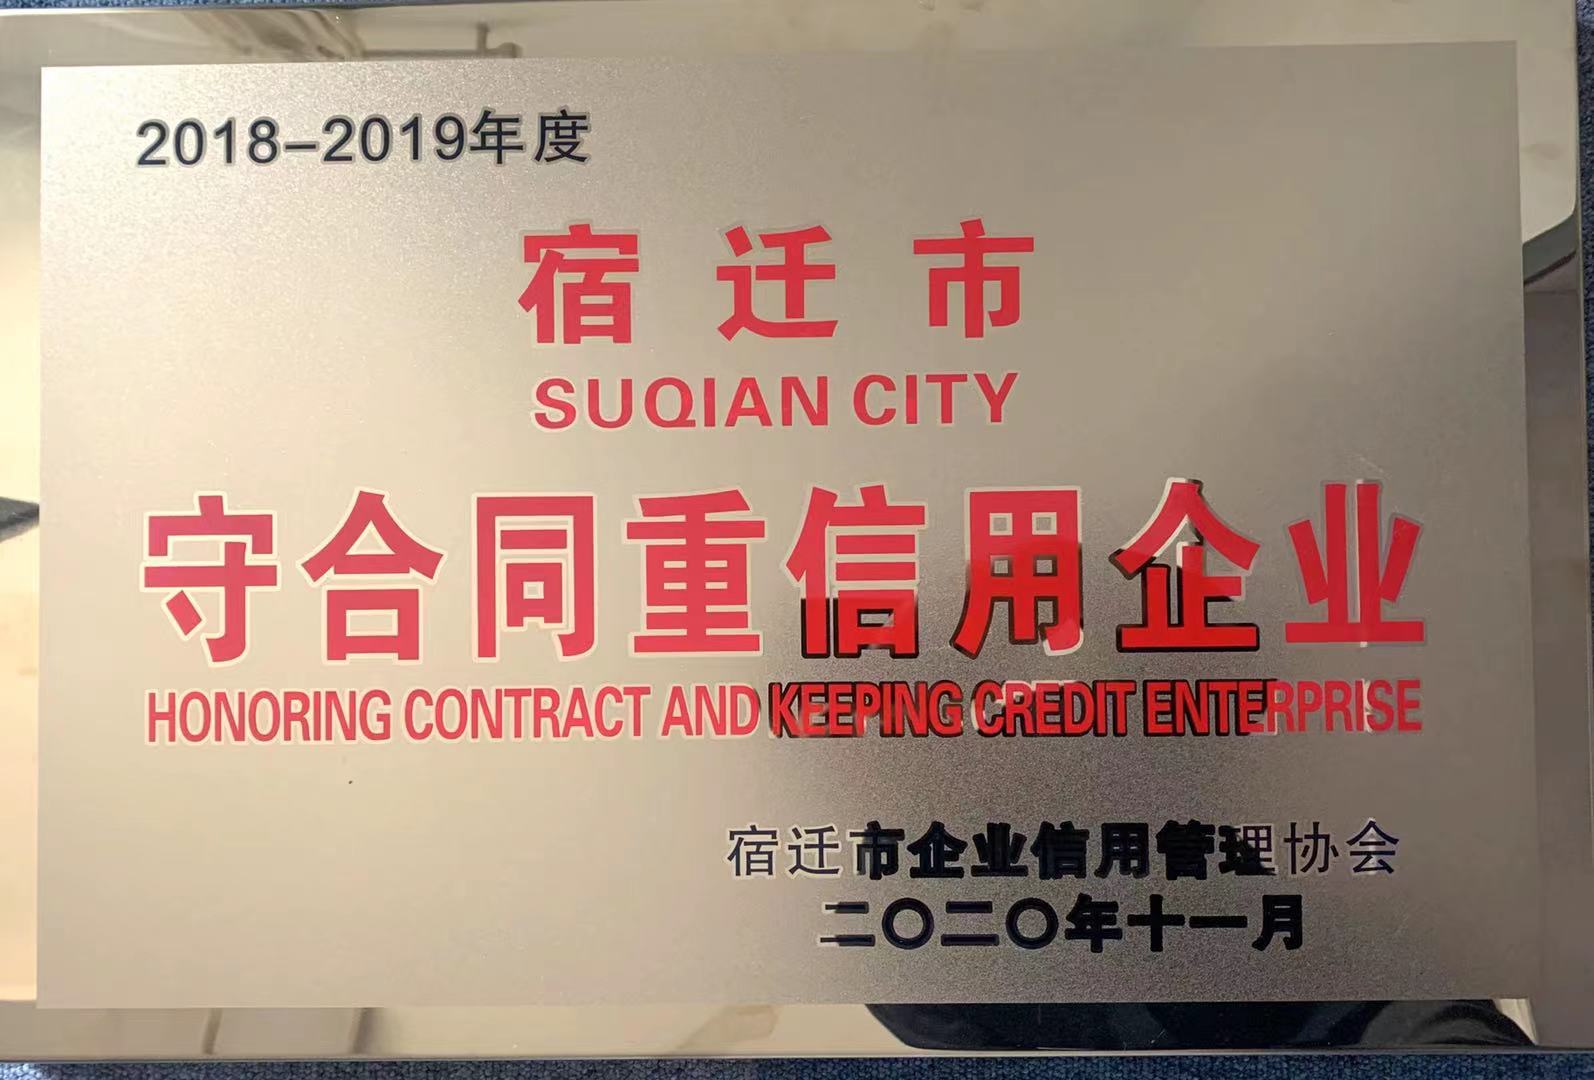 2018-2019年度
宿迁市
SUQIAN CITY
守合同重信用企业
HONORING CONTRACT AND KEEPING CREDIT ENTERPRISE
宿迁市企业信用管理协会
二〇二〇年十一月